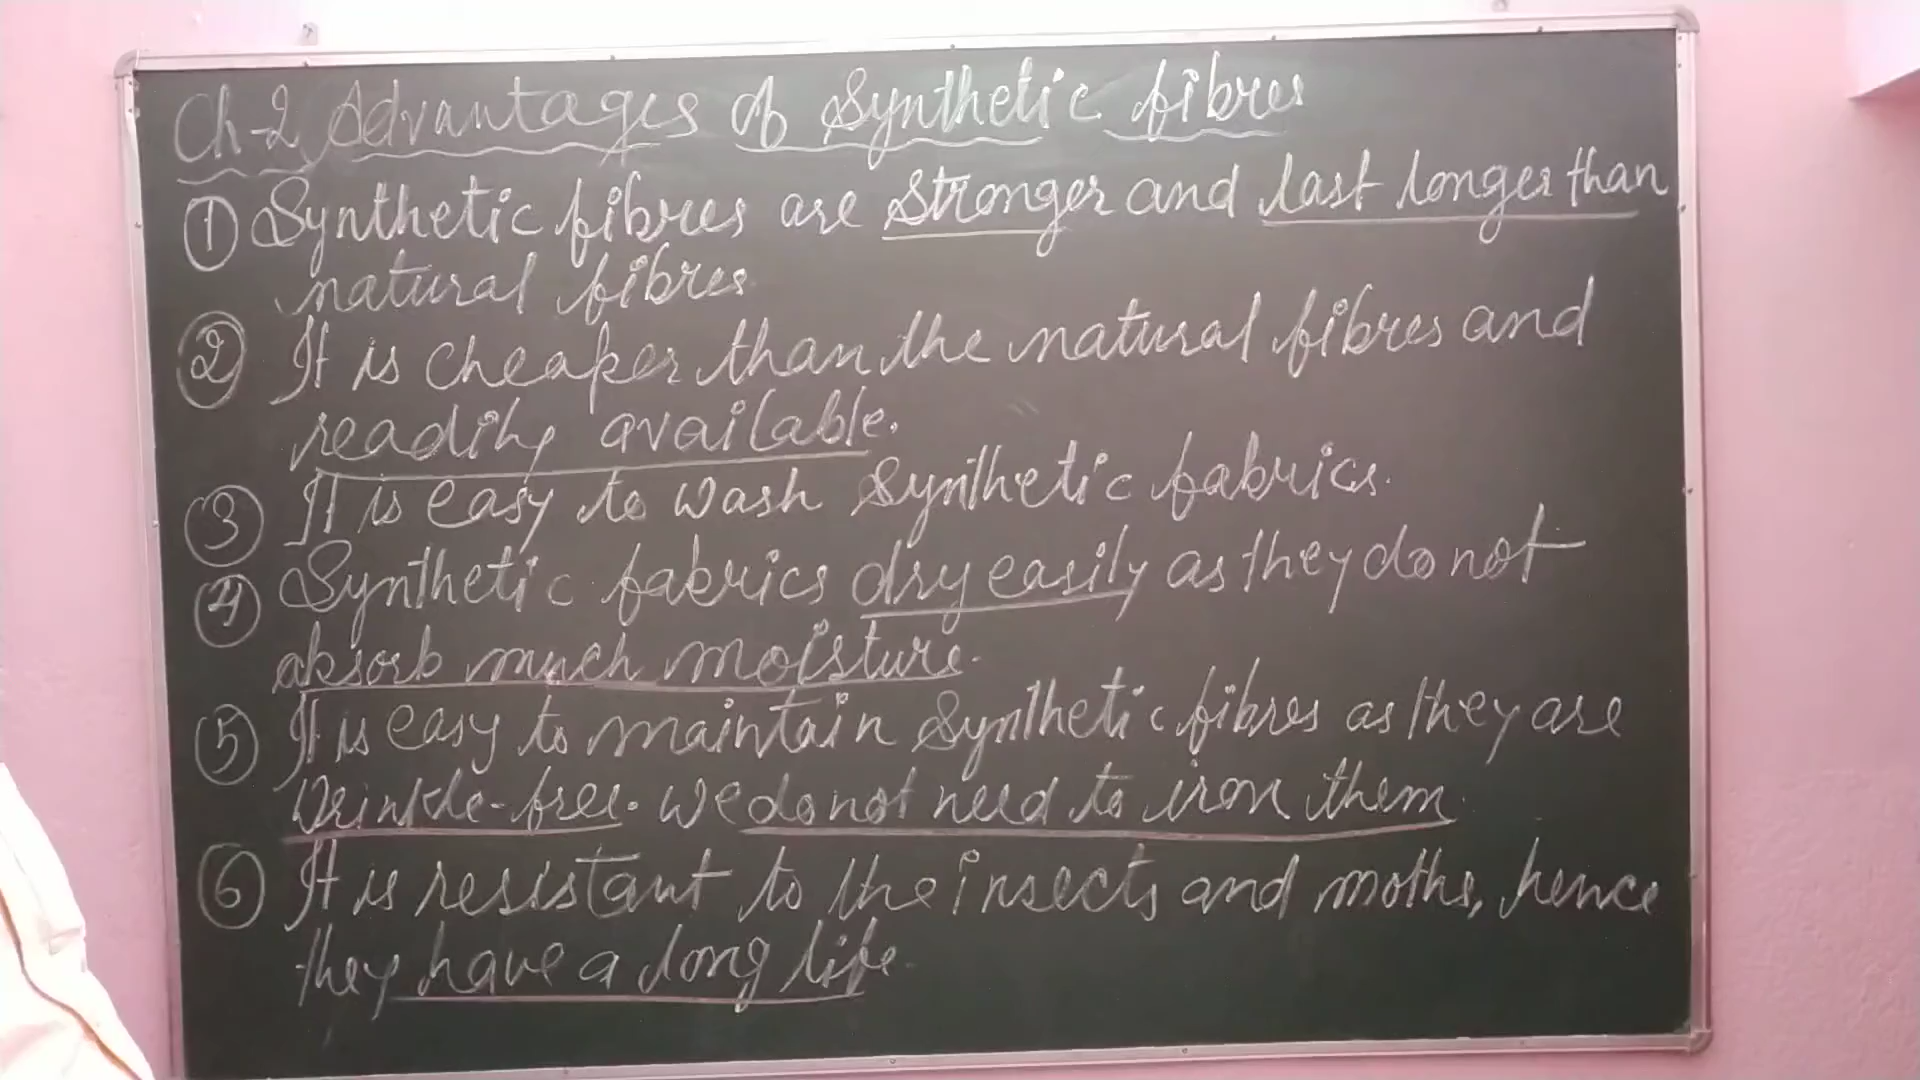 Ch-2 Advantages of Synthetic fibres
① Synthetic fibres are stronger and last longer than
natural fibres.
② It is cheaper than the natural fibres and
readily available.
③ It is easy to wash synthetic fabrics.
④ Synthetic fabrics dry easily as they do not
absorb much moisture.
⑤ It is easy to maintain synthetic fibres as they are
Wrinkle-free. We do not need to iron them.
⑥ It is resistant to the insects and moths, hence
they have a long life.